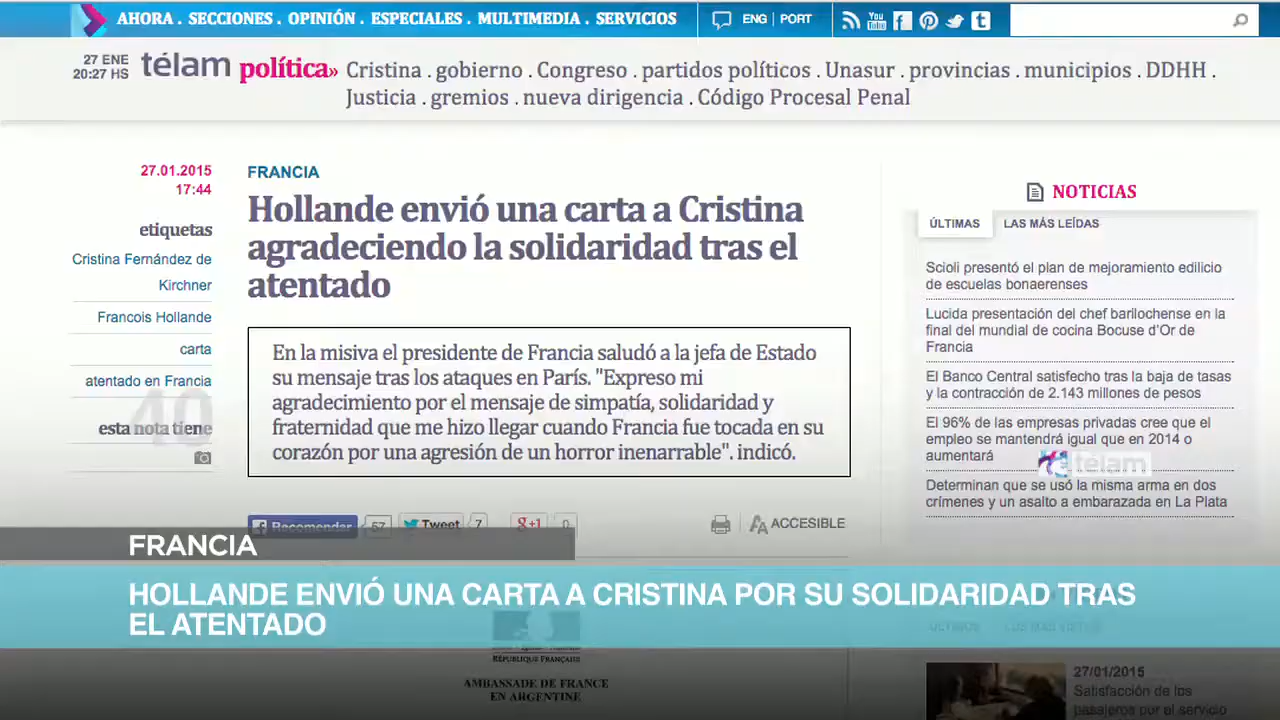 AHORA . SECCIONES . OPINIÓN . ESPECIALES . MULTIMEDIA . SERVICIOS
ENG | PORT
27 ENE
20:27 HS
télam política»
Cristina . gobierno . Congreso . partidos políticos . Unasur . provincias . municipios . DDHH .
Justicia . gremios . nueva dirigencia . Código Procesal Penal
27.01.2015
17:44
etiquetas
Cristina Fernández de
Kirchner
Francois Hollande
carta
atentado en Francia
40
esta nota tiene
FRANCIA
Hollande envió una carta a Cristina
agradeciendo la solidaridad tras el
atentado
En la misiva el presidente de Francia saludó a la jefa de Estado
su mensaje tras los ataques en París. "Expreso mi
agradecimiento por el mensaje de simpatía, solidaridad y
fraternidad que me hizo llegar cuando Francia fue tocada en su
corazón por una agresión de un horror inenarrable". indicó.
Recomendar 57 Tweet 7 g+1 0
ACCESIBLE
NOTICIAS
ÚLTIMAS LAS MÁS LEÍDAS
Scioli presentó el plan de mejoramiento edilicio
de escuelas bonaerenses
Lucida presentación del chef barilochense en la
final del mundial de cocina Bocuse d'Or de
Francia
El Banco Central satisfecho tras la baja de tasas
y la contracción de 2.143 millones de pesos
El 96% de las empresas privadas cree que el
empleo se mantendrá igual que en 2014 o
aumentará
télam
Determinan que se usó la misma arma en dos
crímenes y un asalto a embarazada en La Plata
FRANCIA
HOLLANDE ENVIÓ UNA CARTA A CRISTINA POR SU SOLIDARIDAD TRAS
EL ATENTADO
RÉPUBLIQUE FRANÇAISE
AMBASSADE DE FRANCE
EN ARGENTINE
27/01/2015
Satisfacción de los
pasajeros por el servicio